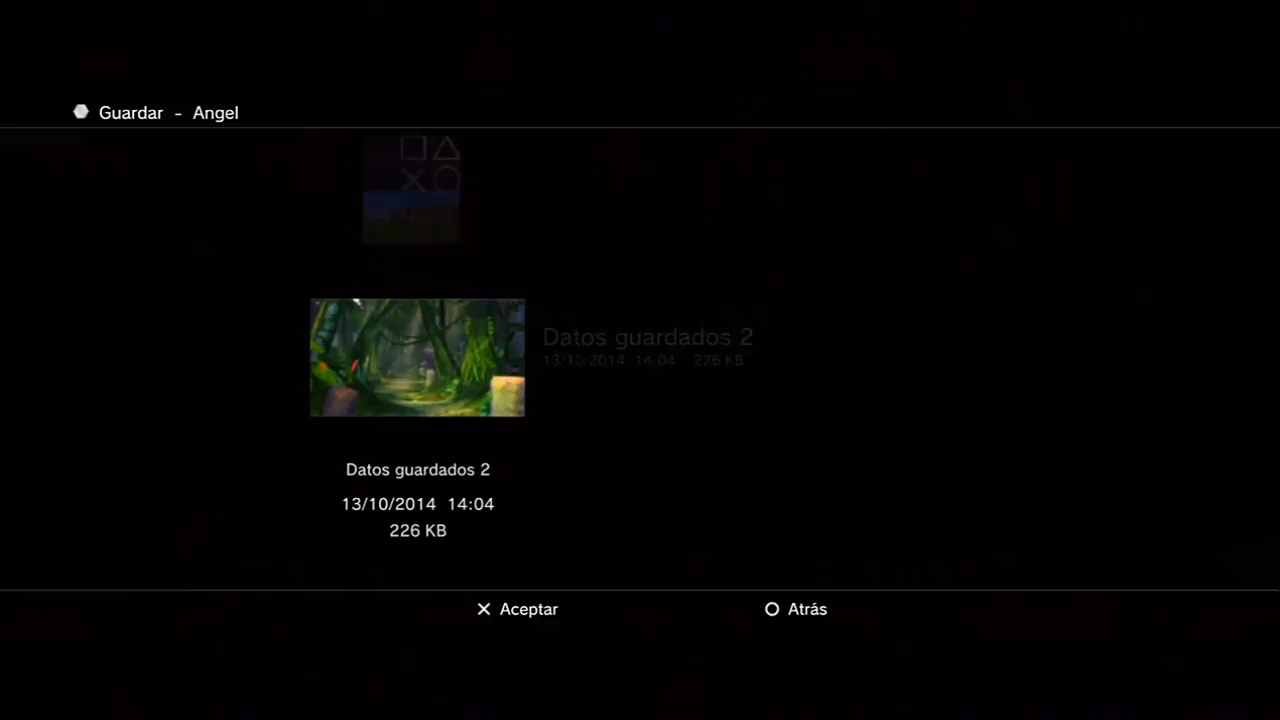 Guardar - Angel
Datos guardados 2
13/10/2014 14:04 226 KB
Datos guardados 2
13/10/2014 14:04
226 KB
Aceptar
Atrás